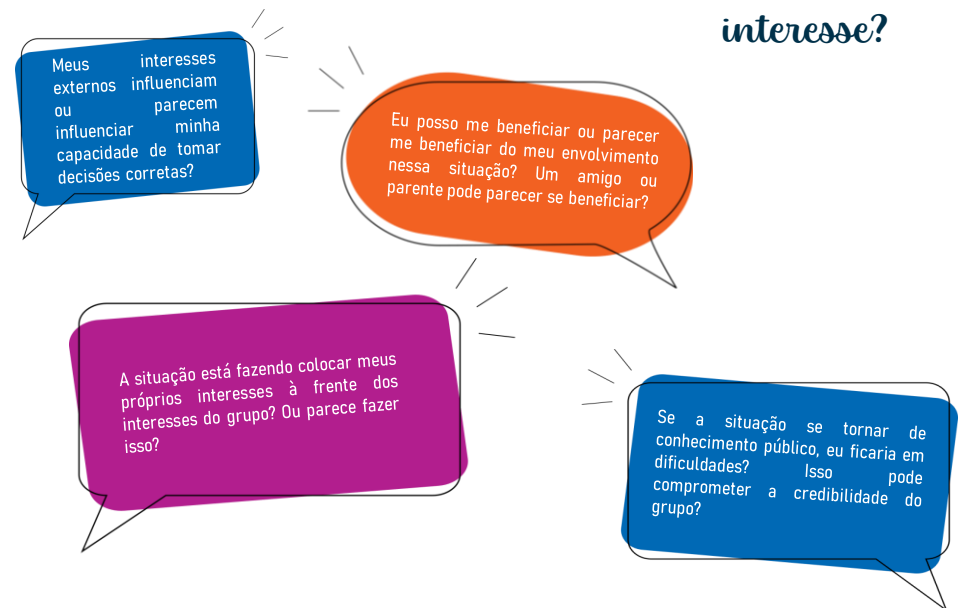 interesse?
Meus interesses
externos influenciam
ou parecem
influenciar minha
capacidade de tomar
decisões corretas?
Eu posso me beneficiar ou parecer
me beneficiar do meu envolvimento
nessa situação? Um amigo ou
parente pode parecer se beneficiar?
A situação está fazendo colocar meus
próprios interesses à frente dos
interesses do grupo? Ou parece fazer
isso?
Se a situação se tornar de
conhecimento público, eu ficaria em
dificuldades? Isso pode
comprometer a credibilidade do
grupo?